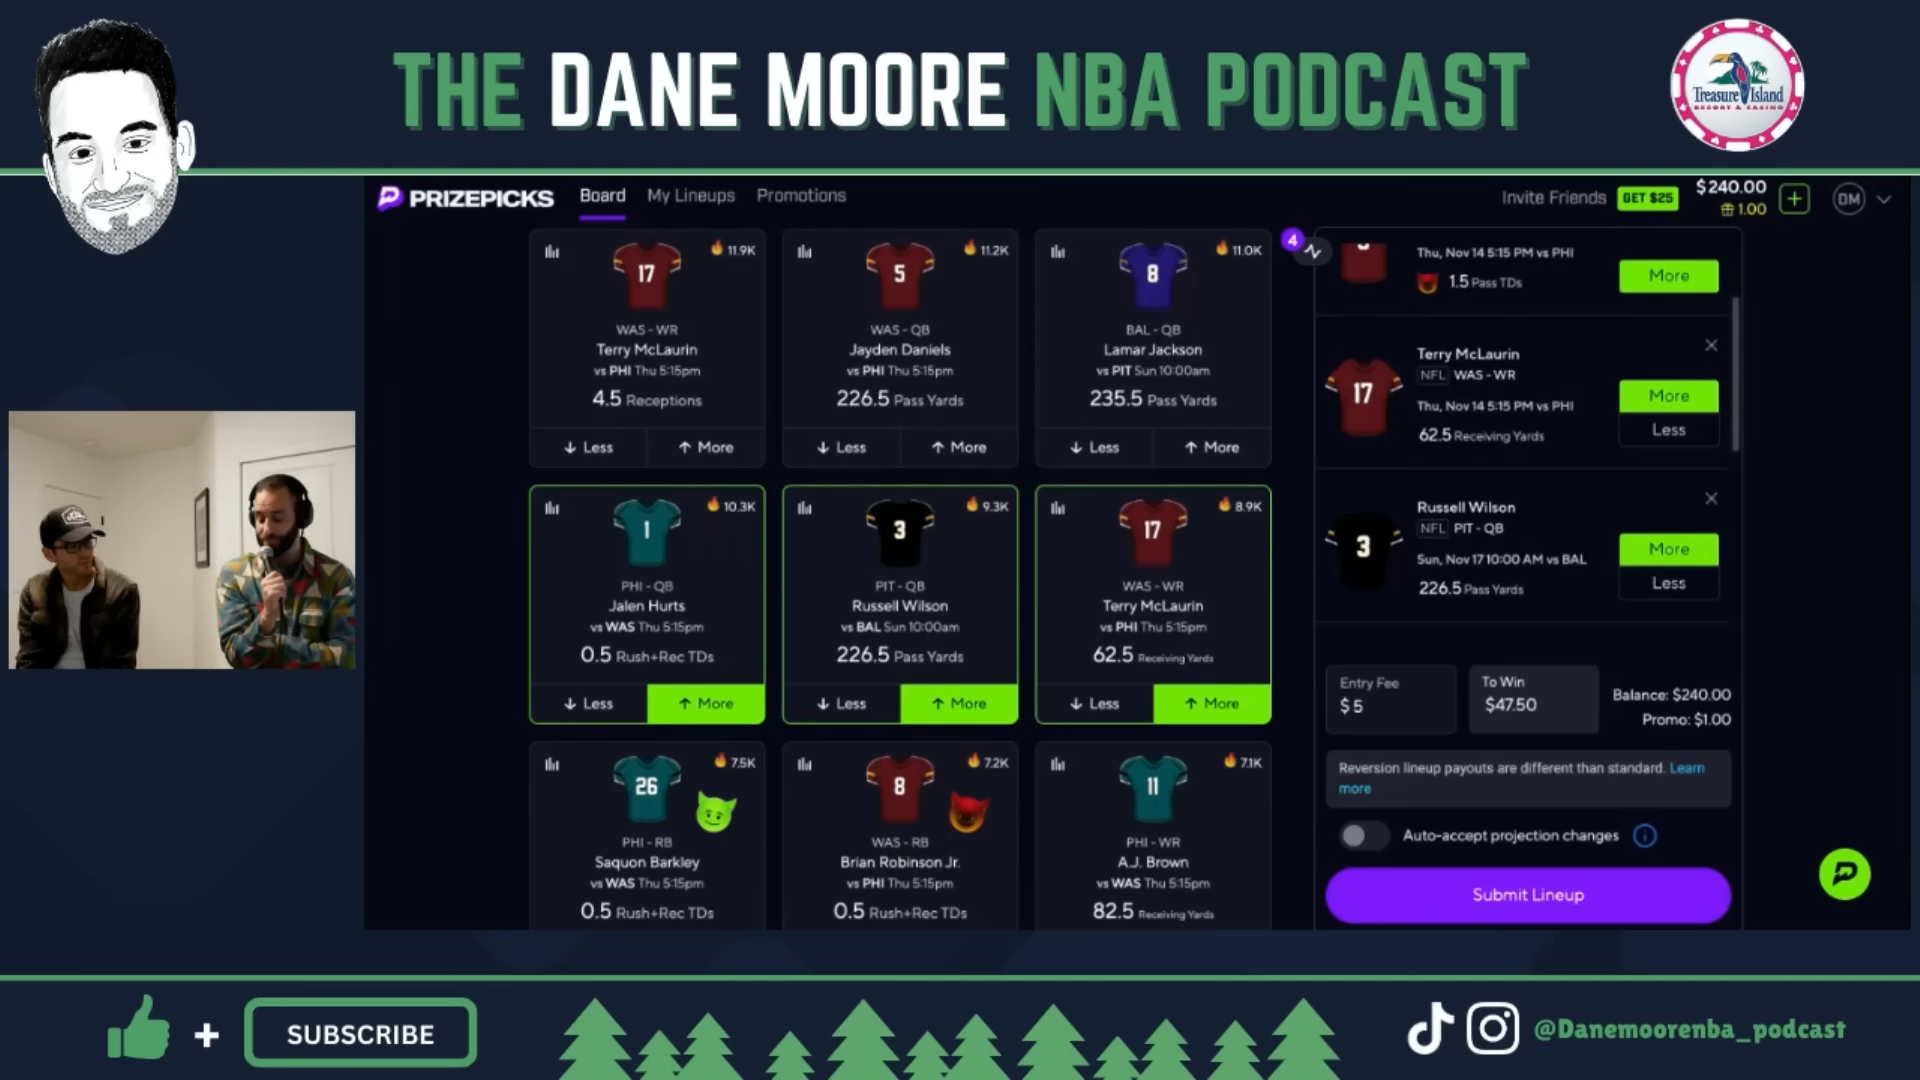 THE DANE MOORE NBA PODCAST
Treasure Island
RESORT & CASINO
PRIZEPICKS
Board
My Lineups
Promotions
Invite Friends
GET $25
$240.00
1.00
DM
17
11.9K
WAS - WR
Terry McLaurin
vs PHI Thu 5:15pm
4.5 Receptions
Less
More
5
11.2K
WAS - QB
Jayden Daniels
vs PHI Thu 5:15pm
226.5 Pass Yards
Less
More
8
11.0K
BAL - QB
Lamar Jackson
vs PIT Sun 10:00am
235.5 Pass Yards
Less
More
1
10.3K
PHI - QB
Jalen Hurts
vs WAS Thu 5:15pm
0.5 Rush+Rec TDs
Less
More
3
9.3K
PIT - QB
Russell Wilson
vs BAL Sun 10:00am
226.5 Pass Yards
Less
More
17
8.9K
WAS - WR
Terry McLaurin
vs PHI Thu 5:15pm
62.5 Receiving Yards
Less
More
26
7.5K
PHI - RB
Saquon Barkley
vs WAS Thu 5:15pm
0.5 Rush+Rec TDs
8
7.2K
WAS - RB
Brian Robinson Jr.
vs PHI Thu 5:15pm
0.5 Rush+Rec TDs
11
7.1K
PHI - WR
A.J. Brown
vs WAS Thu 5:15pm
82.5 Receiving Yards
4
Thu, Nov 14 5:15 PM vs PHI
1.5 Pass TDs
More
17
Terry McLaurin
NFL WAS - WR
Thu, Nov 14 5:15 PM vs PHI
62.5 Receiving Yards
More
Less
3
Russell Wilson
NFL PIT - QB
Sun, Nov 17 10:00 AM vs BAL
226.5 Pass Yards
More
Less
Entry Fee
$5
To Win
$47.50
Balance: $240.00
Promo: $1.00
Reversion lineup payouts are different than standard. Learn
more
Auto-accept projection changes
Submit Lineup
+
SUBSCRIBE
@Danemoorenba_podcast